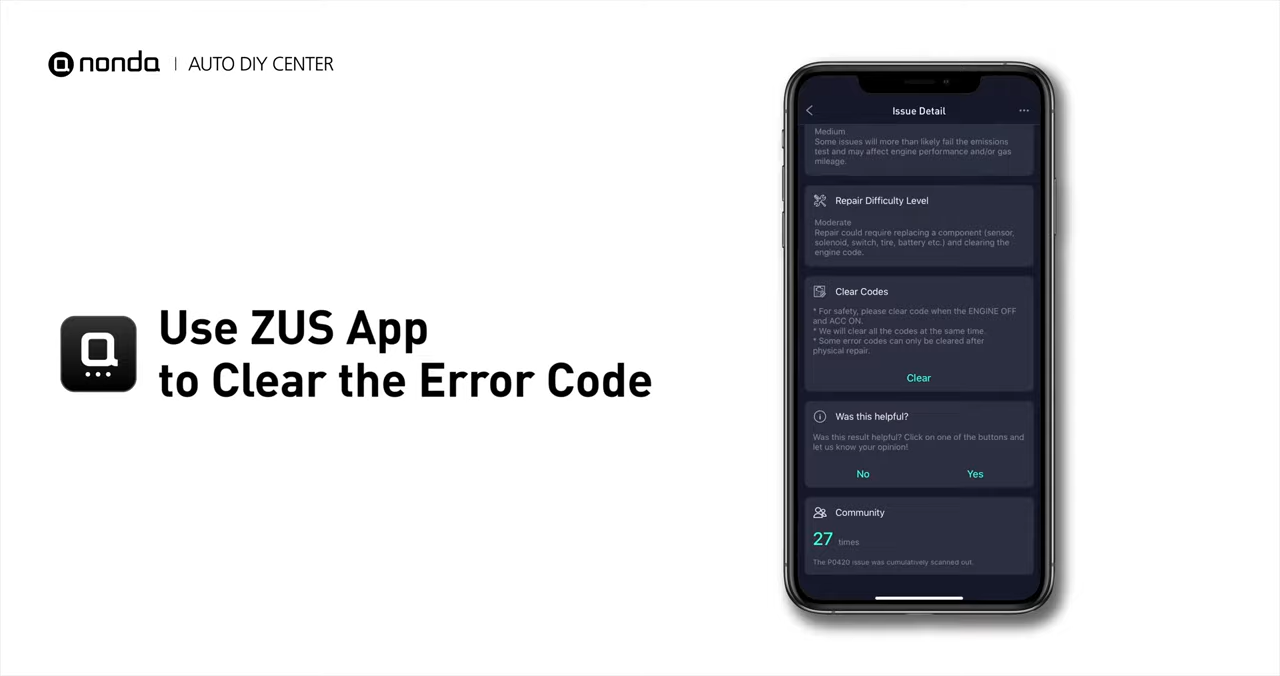 nonda | AUTO DIY CENTER
Use ZUS App
to Clear the Error Code
Issue Detail
Medium
Some issues will more than likely fail the emissions
test and may affect engine performance and/or gas
mileage.
Repair Difficulty Level
Moderate
Repair could require replacing a component (sensor,
solenoid, switch, tire, battery etc.) and clearing the
engine code.
Clear Codes
* For safety, please clear code when the ENGINE OFF
and ACC ON.
* We will clear all the codes at the same time.
* Some error codes can only be cleared after
physical repair.
Clear
Was this helpful?
Was this result helpful? Click on one of the buttons and
let us know your opinion!
No Yes
Community
27 times
The P0420 issue was cumulatively scanned out.